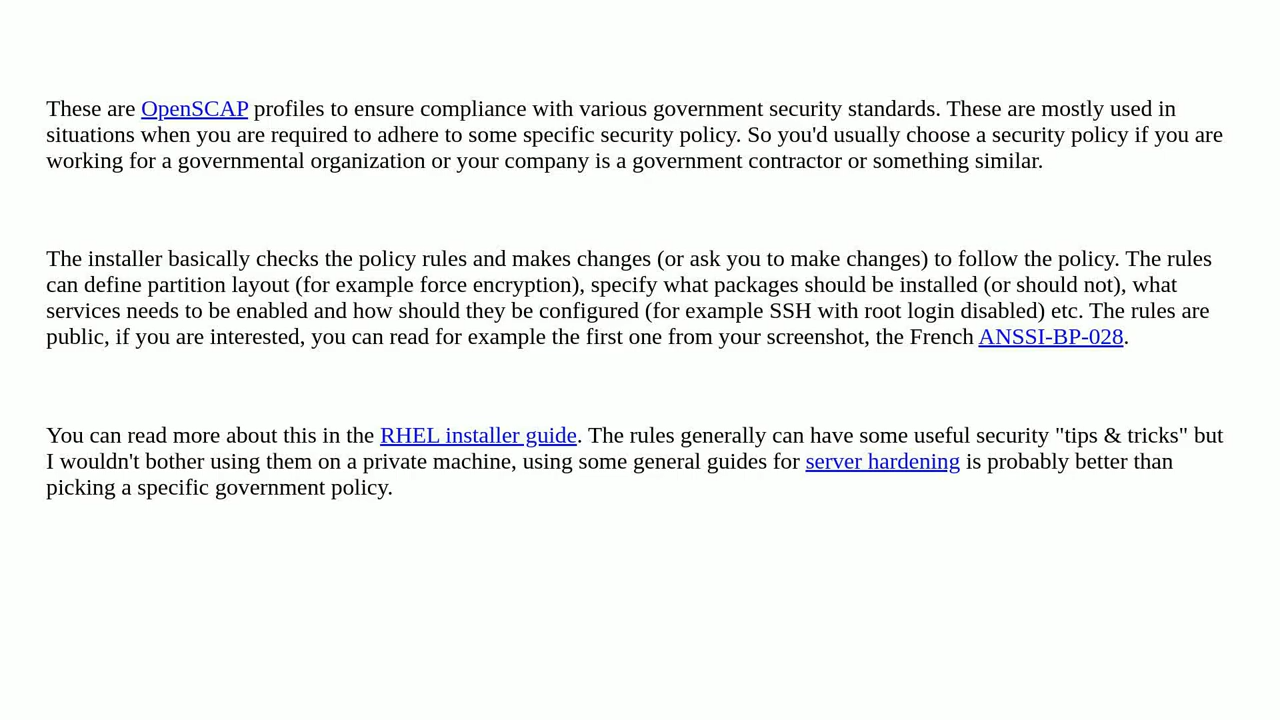 These are OpenSCAP profiles to ensure compliance with various government security standards. These are mostly used in
situations when you are required to adhere to some specific security policy. So you'd usually choose a security policy if you are
working for a governmental organization or your company is a government contractor or something similar.
The installer basically checks the policy rules and makes changes (or ask you to make changes) to follow the policy. The rules
can define partition layout (for example force encryption), specify what packages should be installed (or should not), what
services needs to be enabled and how should they be configured (for example SSH with root login disabled) etc. The rules are
public, if you are interested, you can read for example the first one from your screenshot, the French ANSSI-BP-028.
You can read more about this in the RHEL installer guide. The rules generally can have some useful security "tips & tricks" but
I wouldn't bother using them on a private machine, using some general guides for server hardening is probably better than
picking a specific government policy.